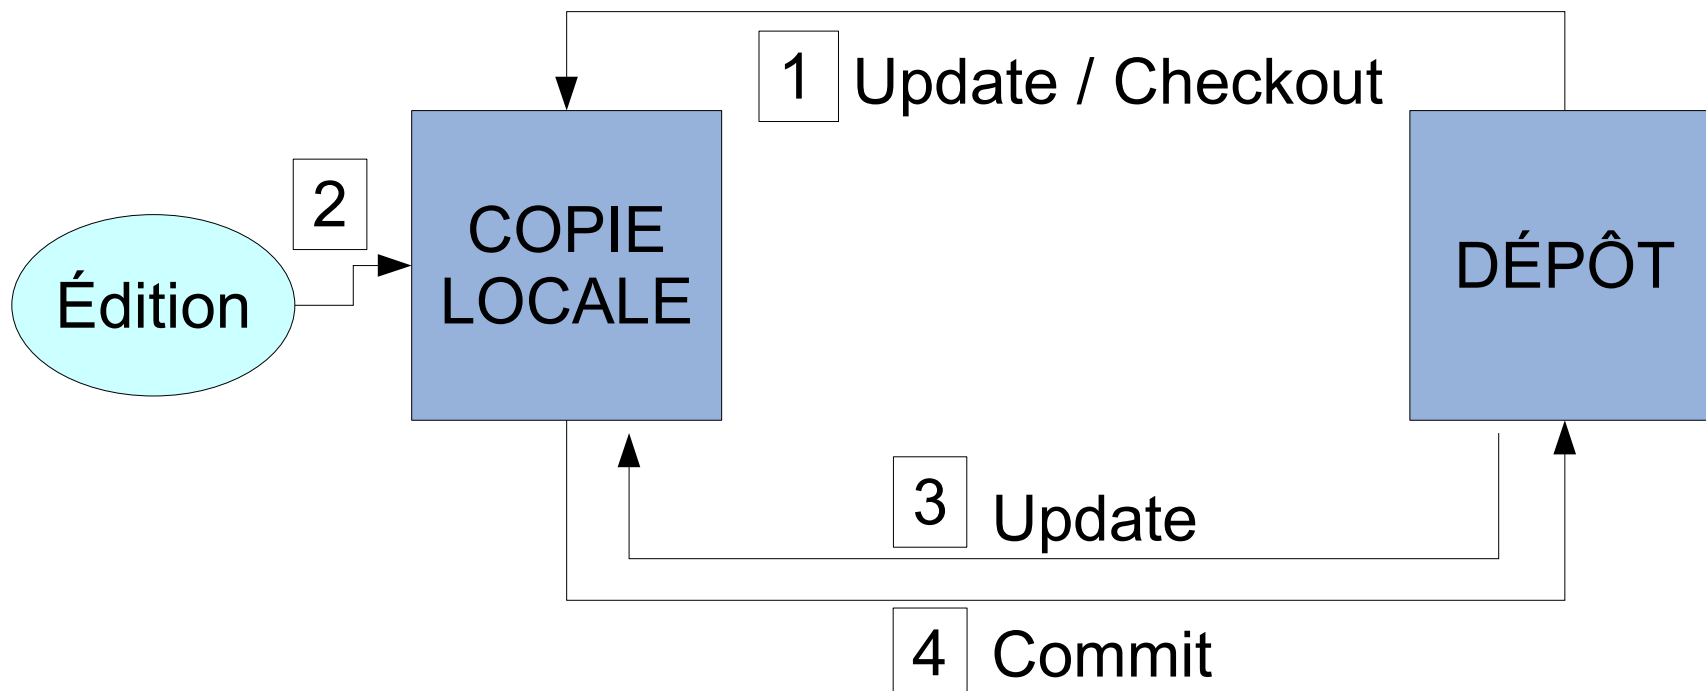 1 Update / Checkout
2
COPIE
LOCALE
DÉPÔT
Édition
3 Update
4 Commit